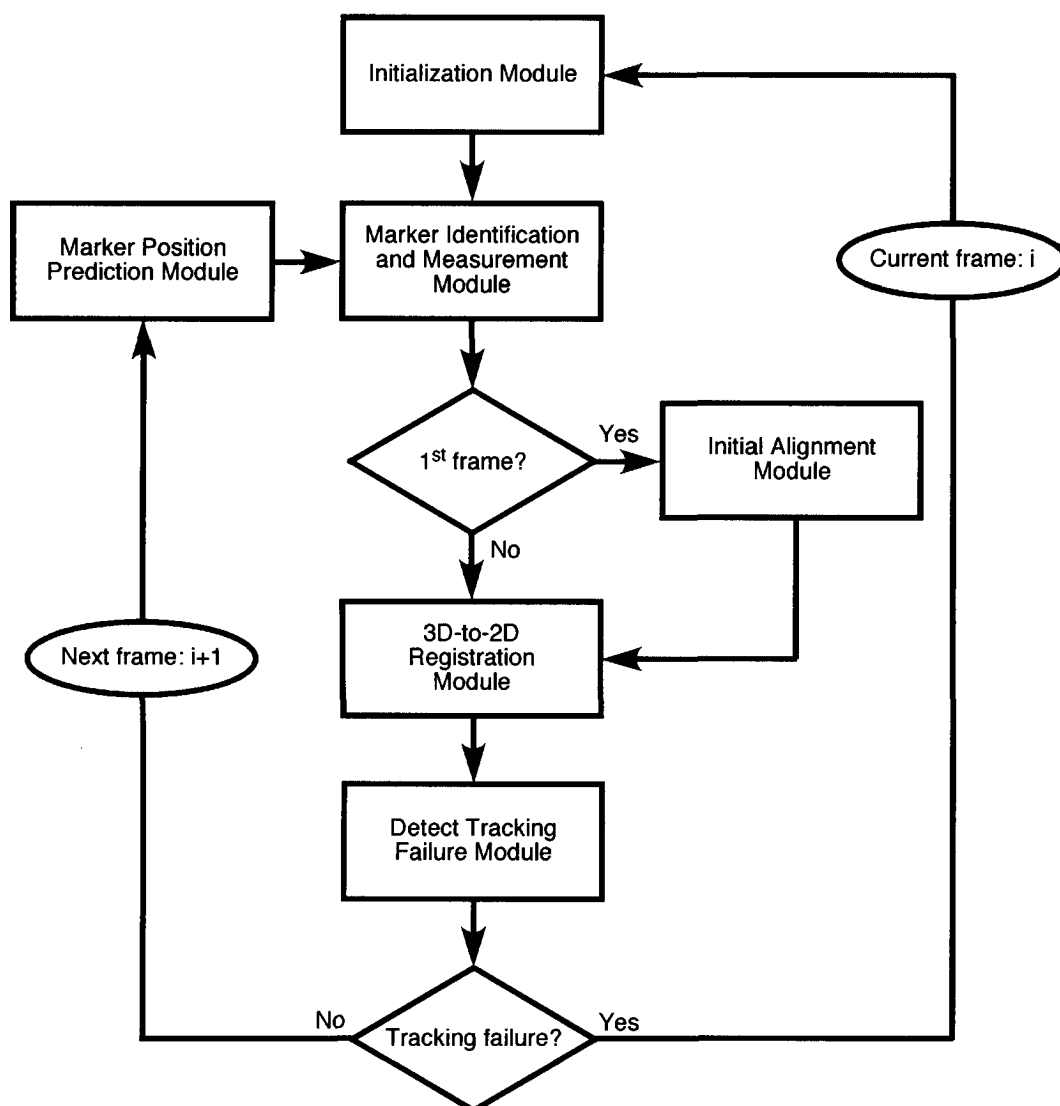 Initialization Module
Marker Position
Prediction Module
Marker Identification
and Measurement
Module
Current frame: i
1st frame?
Yes
Initial Alignment
Module
No
3D-to-2D
Registration
Module
Next frame: i+1
Detect Tracking
Failure Module
No
Tracking failure?
Yes